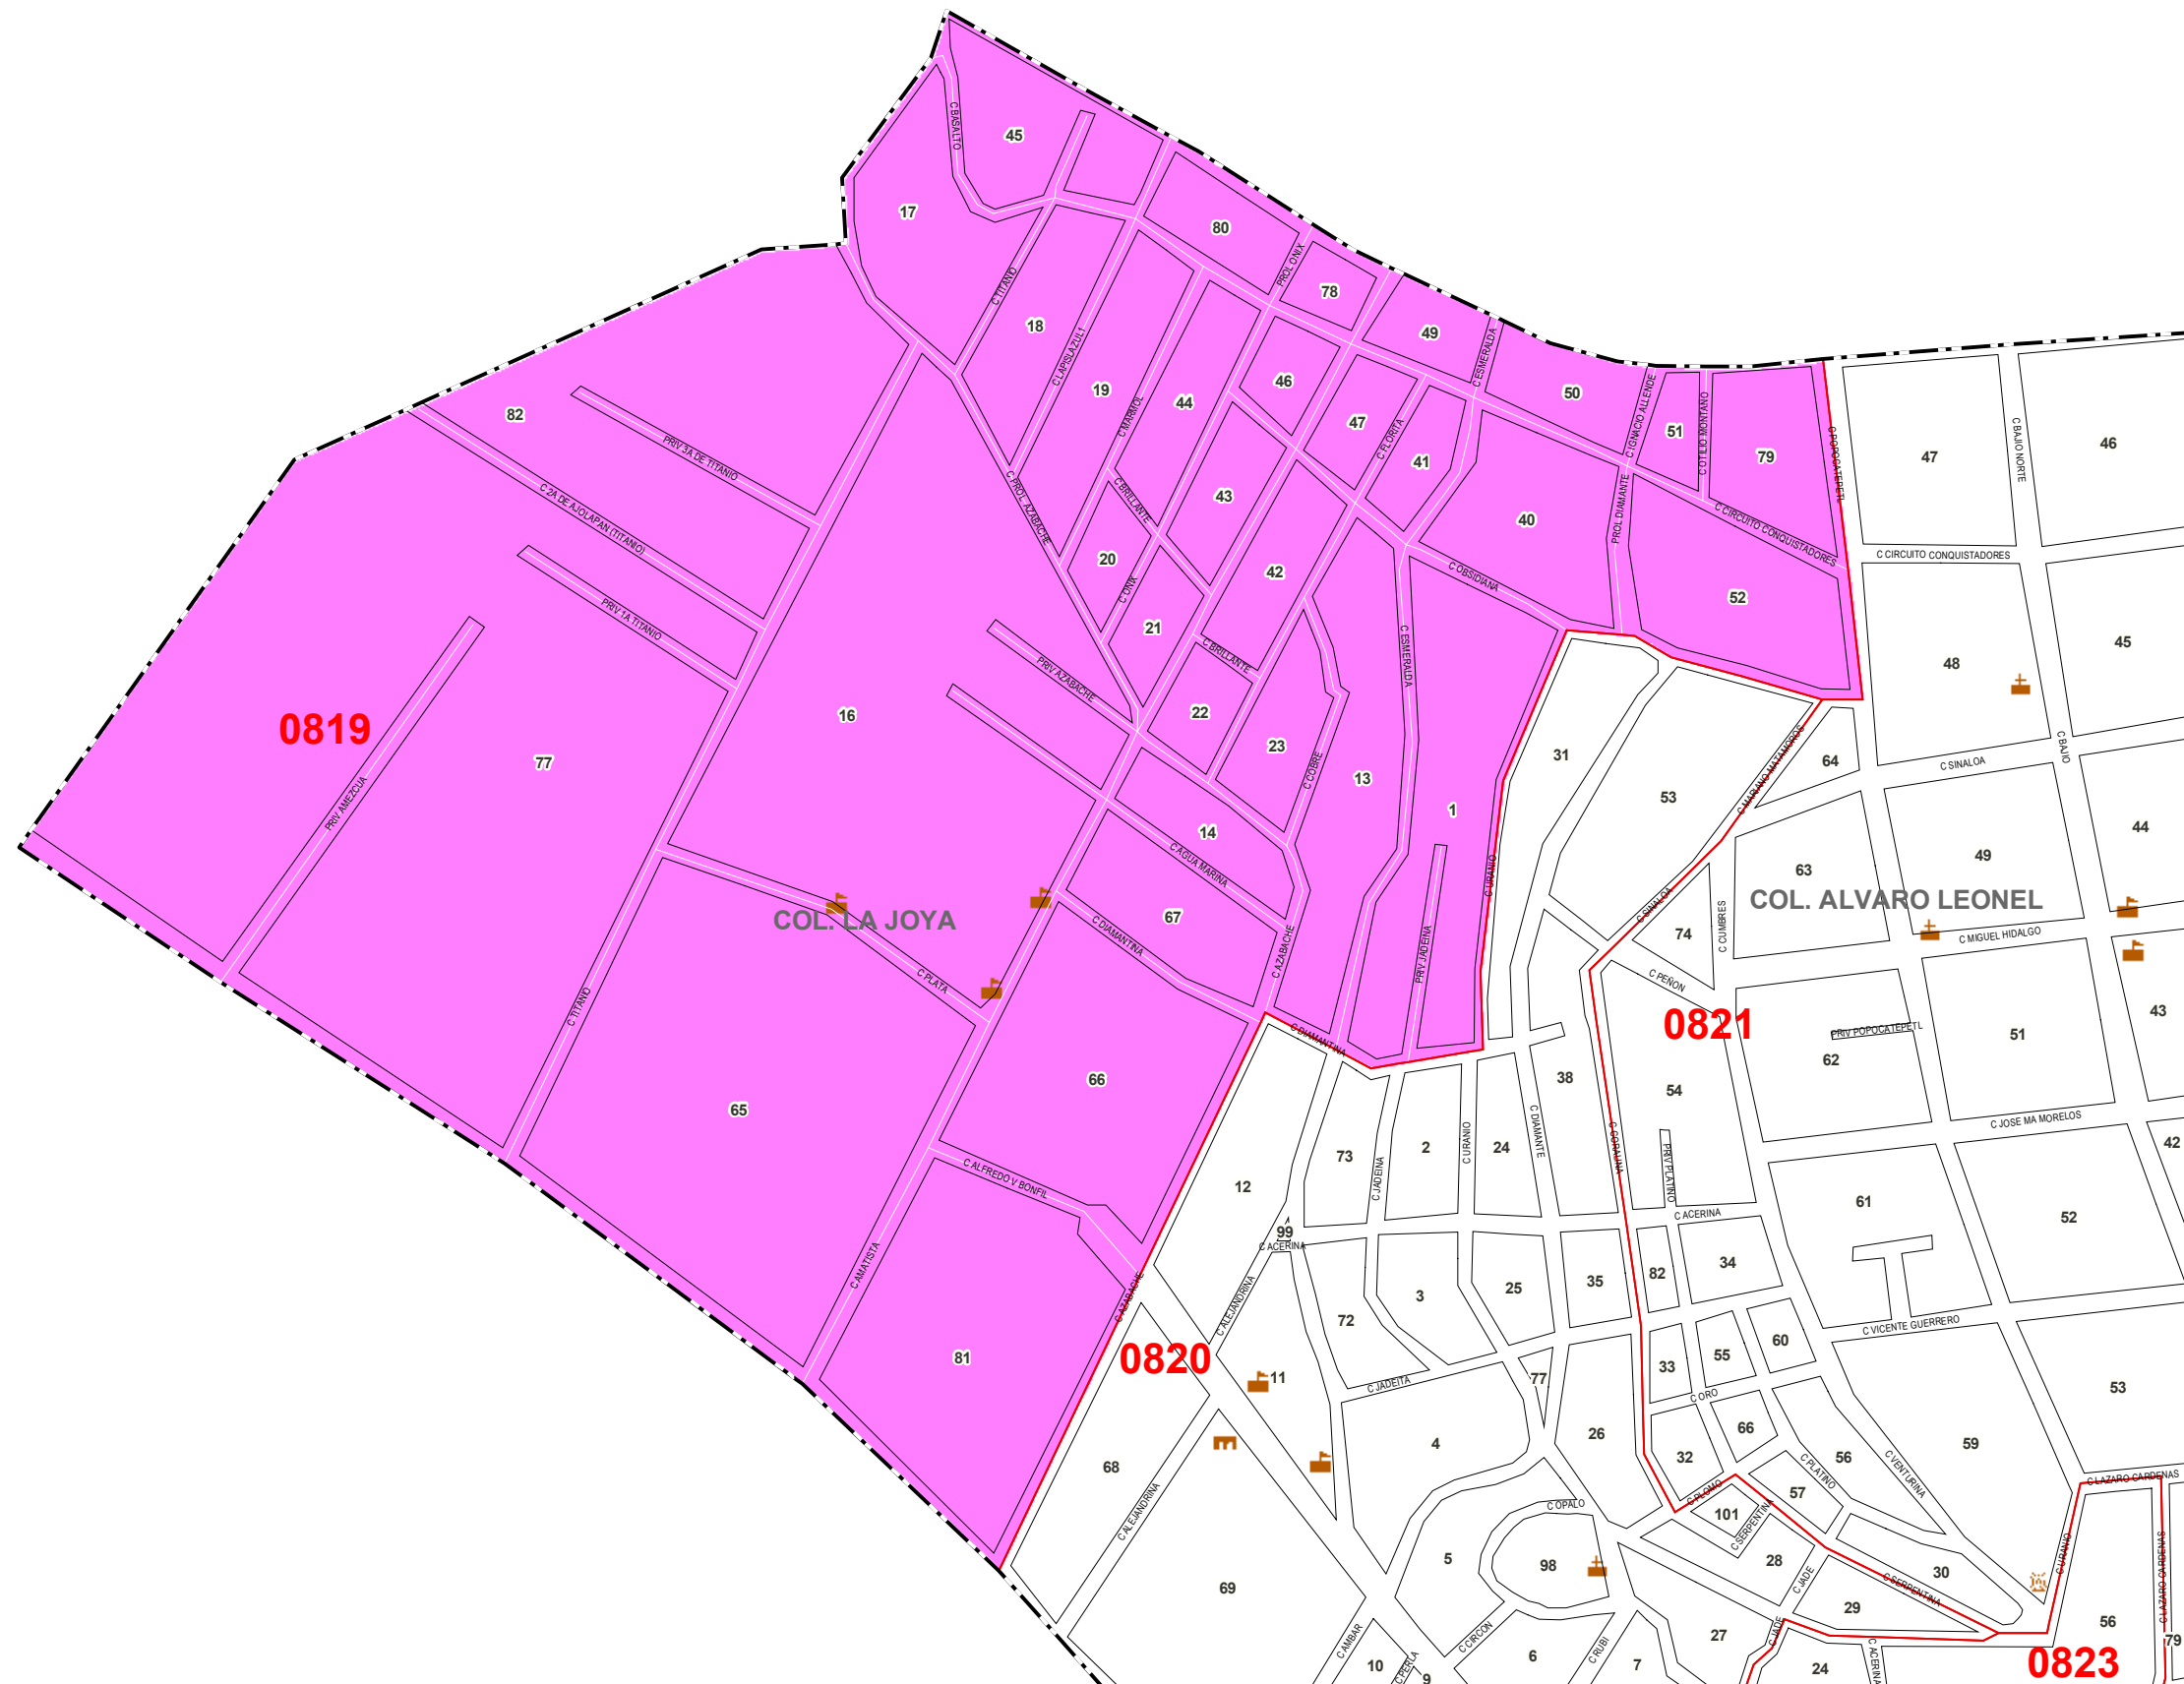 45
C BASALTO
17
80
PROL ONIX
78
C TITANIO
18
49
C ESMERALDA
C LAPISLAZUL1
19
44
46
47
50
C IGNACIO ALLENDE
51
C OTILIO MONTANO
79
C POPOCATEPETL
47
C BAJIO NORTE
46
82
PRIV 3A DE TITANIO
C MARMOL
C FLORITA
41
C 2A DE AJOLAPAN (TITANIO)
C PROL. AZABACHE
C BRILLANTE
43
40
PROL DIAMANTE
C CIRCUITO CONQUISTADORES
C CIRCUITO CONQUISTADORES
20
C ONIX
42
C OBSIDIANA
52
PRIV 1A TITANIO
21
C BRILLANTE
C ESMERALDA
48
45
PRIV AZABACHE
22
23
0819
16
77
PRIV AMEZCUA
C COBRE
13
1
31
53
C MARIANO MATAMOROS
64
C SINALOA
C BAJIO
14
C AGUA MARINA
44
49
63
C URANIO
COL. LA JOYA
67
C DIAMANTINA
C SINALOA
74
C CUMBRES
COL. ALVARO LEONEL
C MIGUEL HIDALGO
C AZABACHE
PRIV JADEINA
C PEÑON
C PLATA
C TITANIO
0821
PRIV POPOCATEPETL
51
43
C DIAMANTINA
62
66
38
54
65
C DIAMANTE
C CORALINA
C JOSE MA MORELOS
42
73
2
C URANIO
24
PRIV PLATINO
C JADEINA
C ALFREDO V BONFIL
12
61
52
C ACERINA
99
C ACERINA
C AMATISTA
C AZABACHE
C ALEJANDRINA
3
25
35
82
34
72
C VICENTE GUERRERO
60
55
33
0820
81
11
C JADEITA
77
C ORO
53
66
26
4
32
56
59
C PLATINO
C VENTURINA
68
C LAZARO CARDENAS
C ALEJANDRINA
C PLOMO
57
C OPALO
101
C SERPENTINA
5
98
28
C URANIO
C LAZARO CARDENAS
69
C JADE
30
C SERPENTINA
29
56
C AMBAR
C CIRCON
C RUBI
27
C JADE
79
10
C PERLA
9
6
7
24
C ACERINA
0823